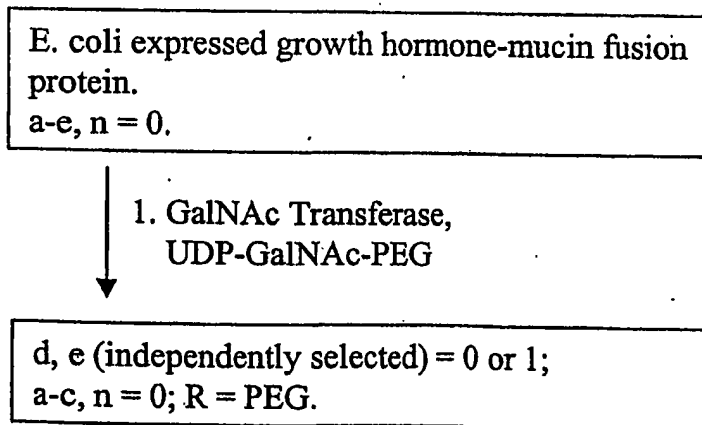 E. coli expressed growth hormone-mucin fusion
protein.
a-e, n = 0.
1. GalNAc Transferase,
UDP-GalNAc-PEG
d, e (independently selected) = 0 or 1;
a-c, n = 0; R = PEG.